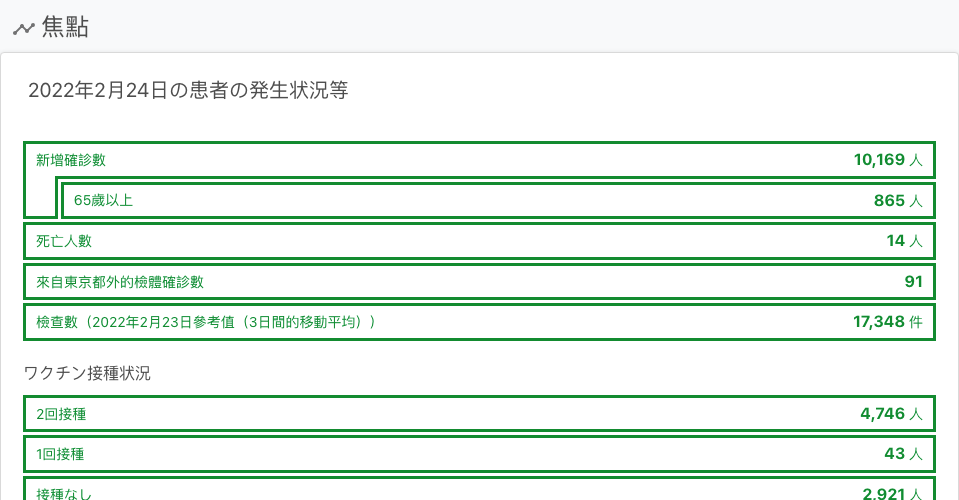 焦點
2022年2月24日の患者の発生状況等
新增確診數 10,169 人
65歲以上 865 人
死亡人數 14 人
來自東京都外的檢體確診數 91
檢查數（2022年2月23日參考值（3日間的移動平均）） 17,348 件
ワクチン接種状況
2回接種 4,746 人
1回接種 43 人
接種なし 2,921 人